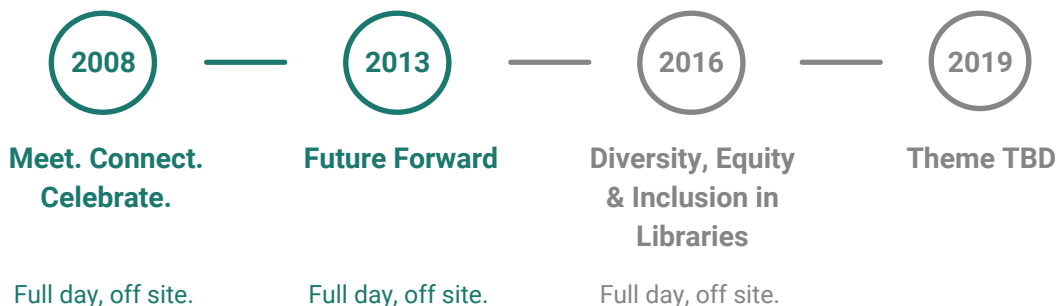 2008
2013
2016
2019
Meet. Connect.
Celebrate.
Future Forward
Diversity, Equity
& Inclusion in
Libraries
Theme TBD
Full day, off site.
Full day, off site.
Full day, off site.